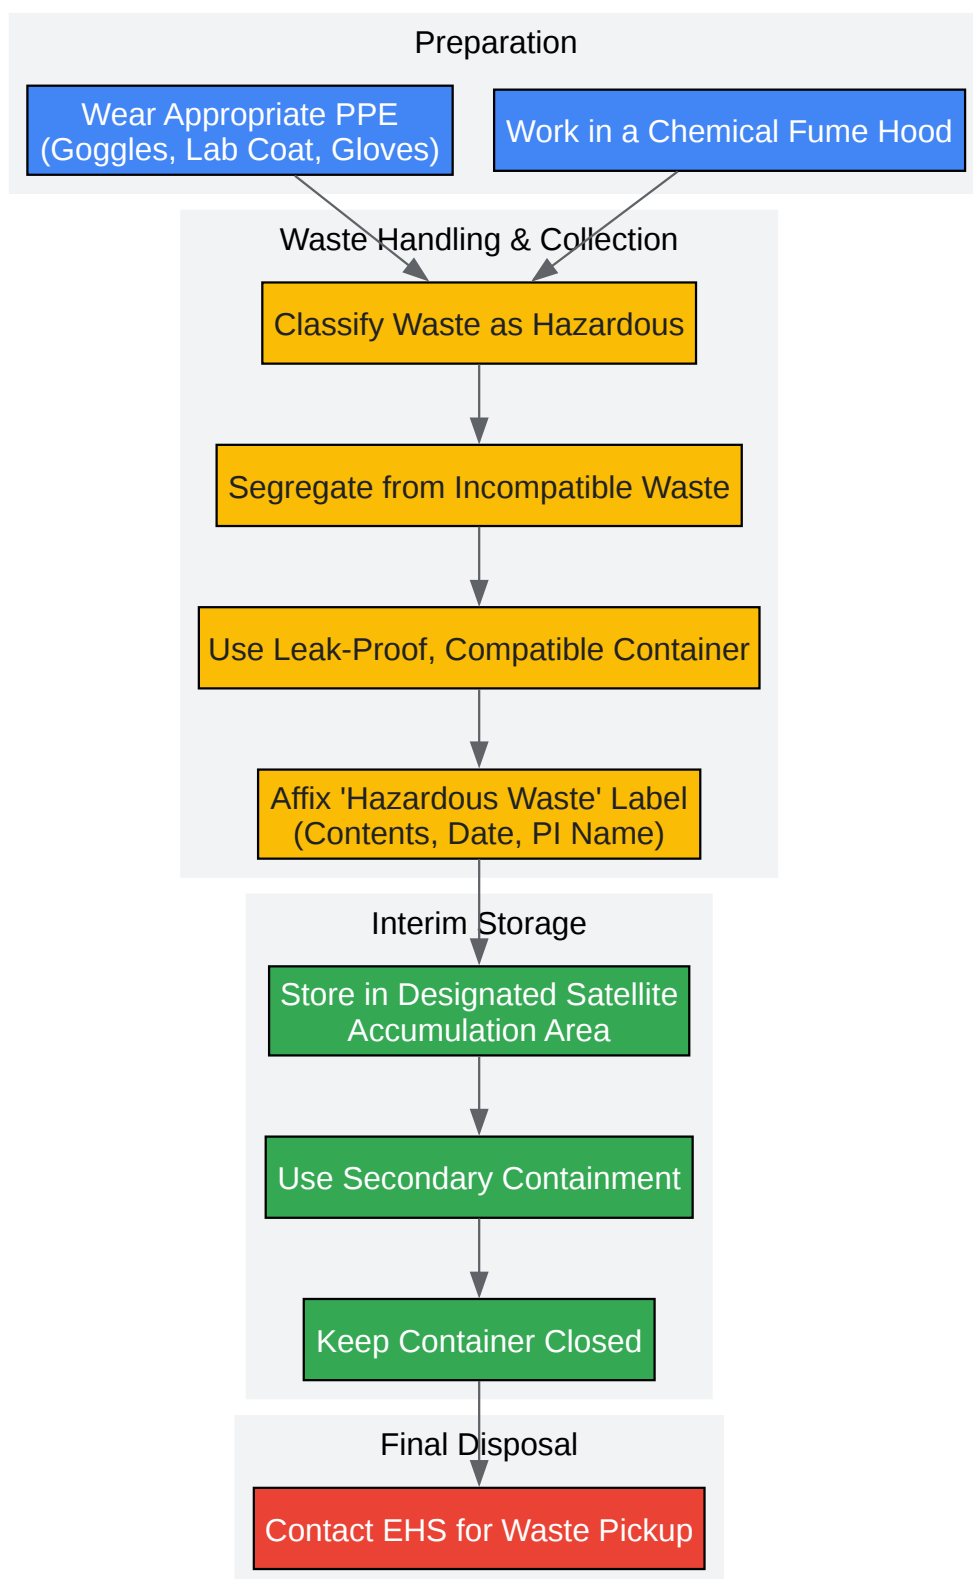 Preparation
Wear Appropriate PPE
(Goggles, Lab Coat, Gloves)
Work in a Chemical Fume Hood
Waste Handling & Collection
Classify Waste as Hazardous
Segregate from Incompatible Waste
Use Leak-Proof, Compatible Container
Affix 'Hazardous Waste' Label
(Contents, Date, PI Name)
Interim Storage
Store in Designated Satellite
Accumulation Area
Use Secondary Containment
Keep Container Closed
Final Disposal
Contact EHS for Waste Pickup